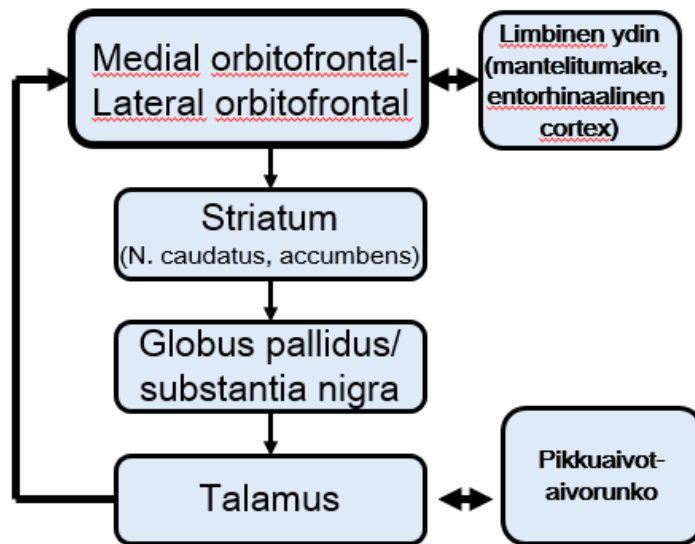 Medial orbitofrontal-
Lateral orbitofrontal
Limbinen ydin
(mantelitumake,
entorhinaalinen
cortex)
Striatum
(N. caudatus, accumbens)
Globus pallidus/
substantia nigra
Talamus
Pikkuaivot-
aivorunko